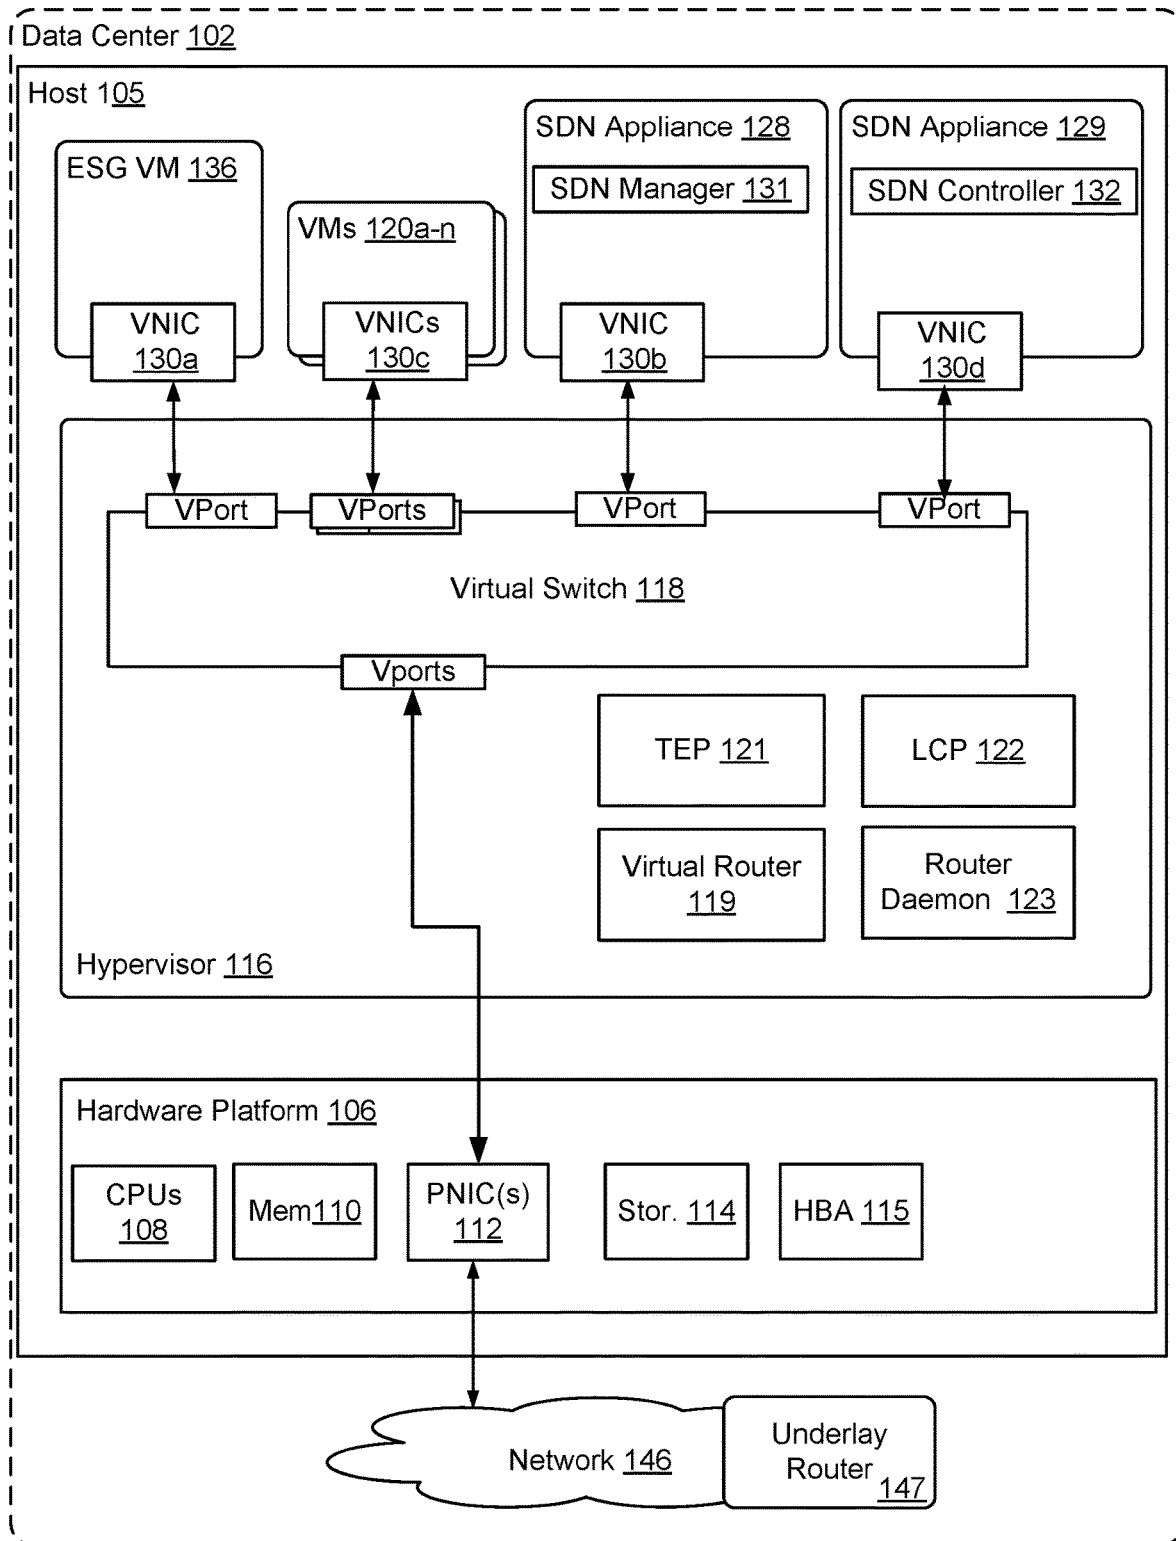 Data Center 102
Host 105
ESG VM 136
VMs 120a-n
SDN Appliance 128
SDN Manager 131
SDN Appliance 129
SDN Controller 132
VNIC
130a
VNICs
130c
VNIC
130b
VNIC
130d
VPort
VPorts
VPort
VPort
Virtual Switch 118
Vports
TEP 121
LCP 122
Virtual Router
119
Router
Daemon 123
Hypervisor 116
Hardware Platform 106
CPUs
108
Mem110
PNIC(s)
112
Stor. 114
HBA 115
Network 146
Underlay
Router
147